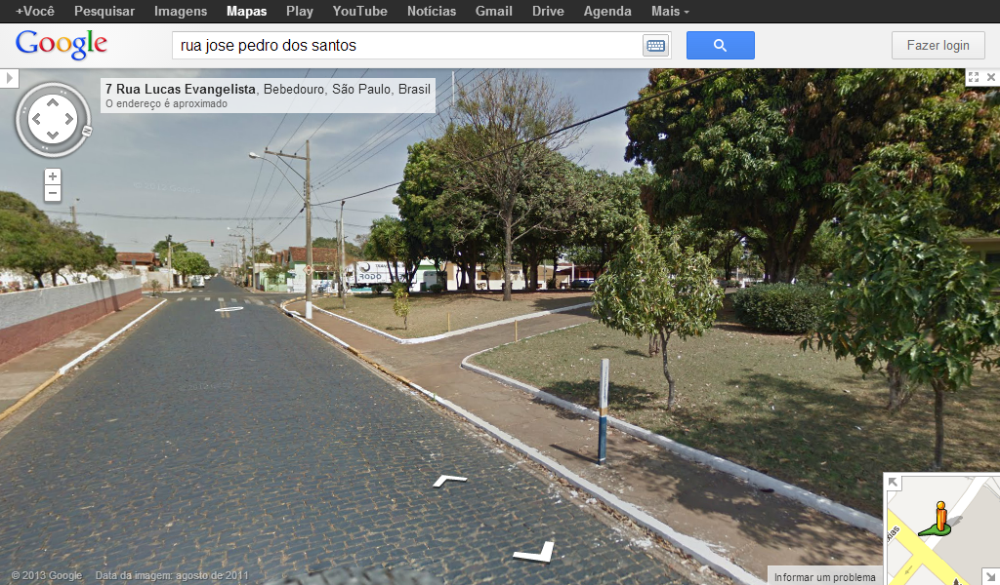 +Você Pesquisar Imagens Mapas Play YouTube Notícias Gmail Drive Agenda Mais
Google
rua jose pedro dos santos
Fazer login
7 Rua Lucas Evangelista, Bebedouro, São Paulo, Brasil
O endereço é aproximado
N
© 2013 Google Data da imagem: agosto de 2011
Informar um problema